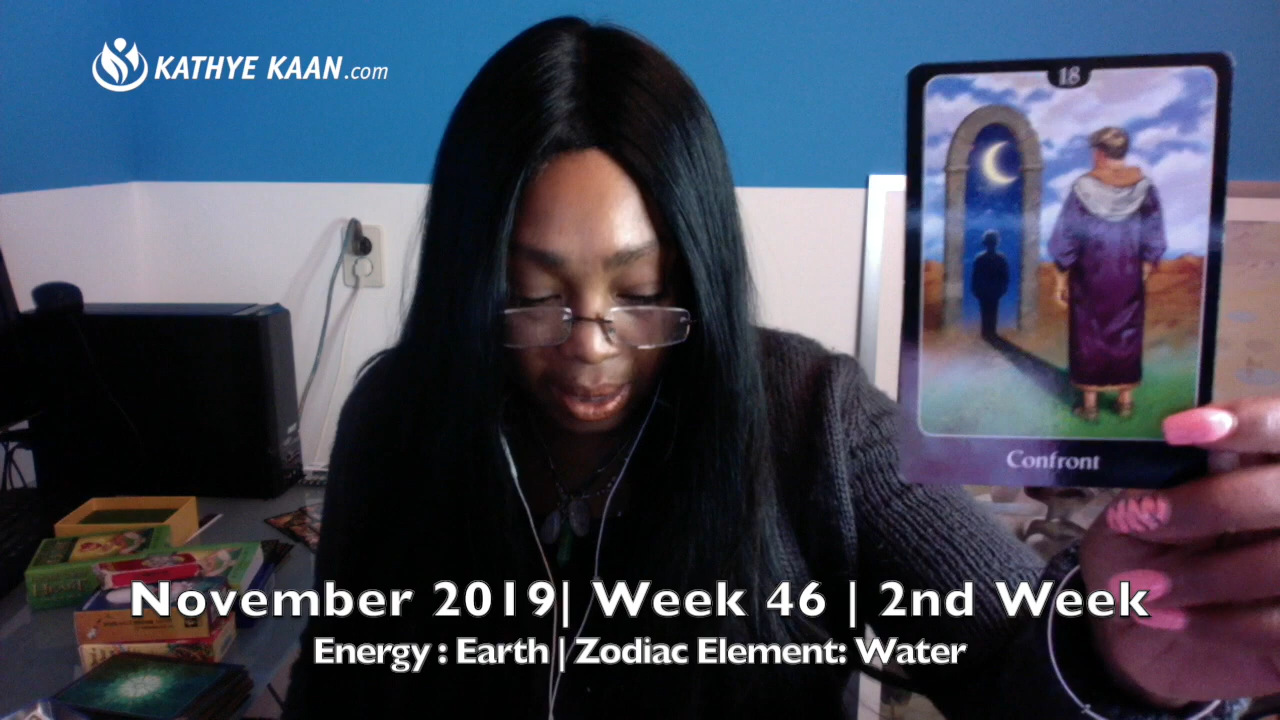 KATHYE KAAN.com
18
Confront
November 2019| Week 46 | 2nd Week
Energy : Earth | Zodiac Element: Water